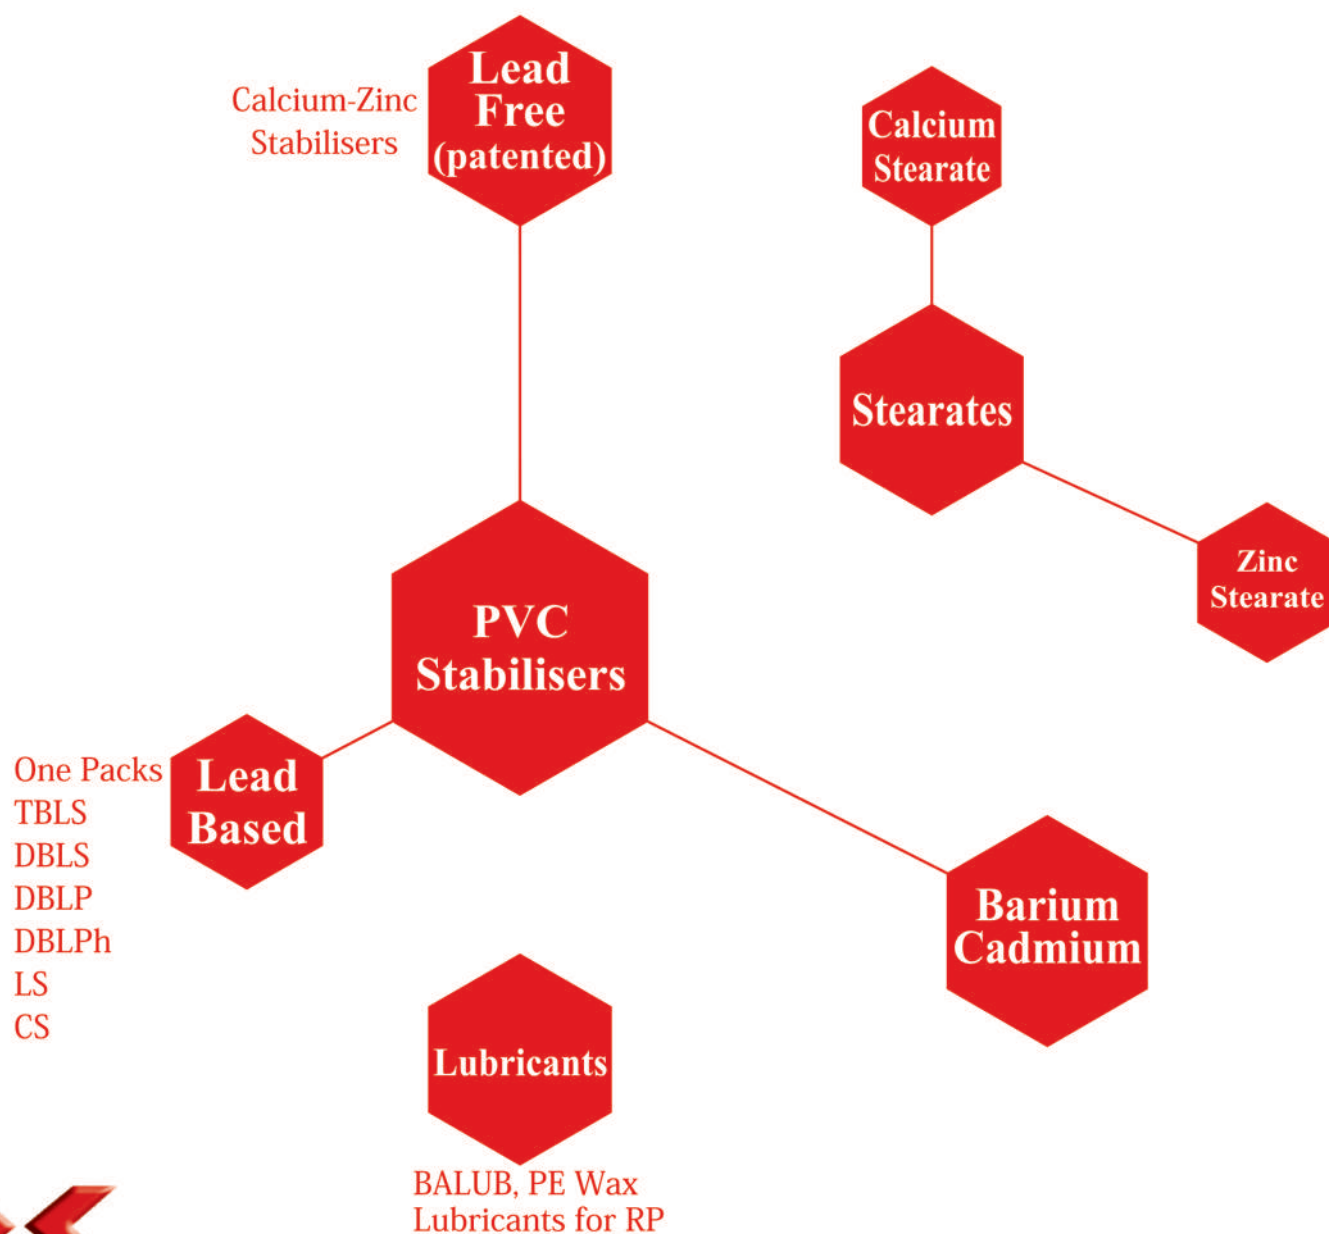 Lead
Free
(patented)
Calcium-Zinc
Stabilisers
Calcium
Stearate
Stearates
Zinc
Stearate
PVC
Stabilisers
Lead
Based
One Packs
TBLS
DBLS
DBLP
DBLPh
LS
CS
Barium
Cadmium
Lubricants
BALUB, PE Wax
Lubricants for RP